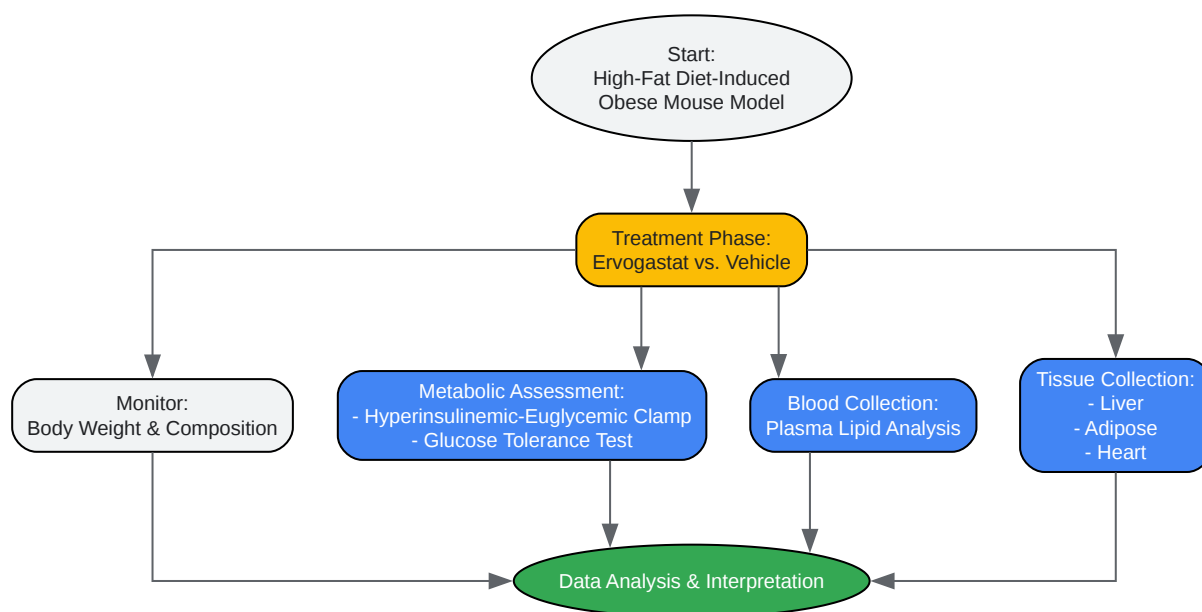 Start:
High-Fat Diet-Induced
Obese Mouse Model
Treatment Phase:
Ervogastat vs. Vehicle
Monitor:
Body Weight & Composition
Metabolic Assessment:
- Hyperinsulinemic-Euglycemic Clamp
- Glucose Tolerance Test
Blood Collection:
Plasma Lipid Analysis
Tissue Collection:
- Liver
- Adipose
- Heart
Data Analysis & Interpretation